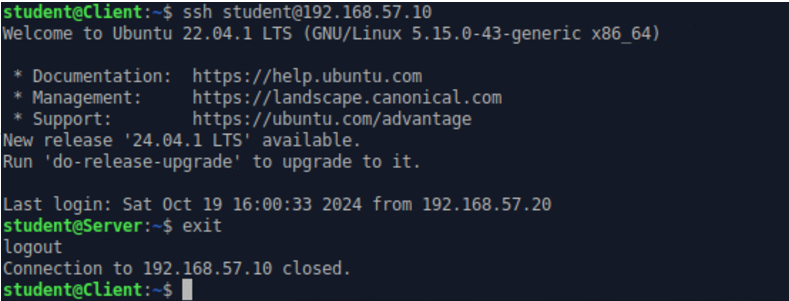 student@Client:~$ ssh student@192.168.57.10
Welcome to Ubuntu 22.04.1 LTS (GNU/Linux 5.15.0-43-generic x86_64)
 * Documentation:  https://help.ubuntu.com
 * Management:     https://landscape.canonical.com
 * Support:        https://ubuntu.com/advantage
New release '24.04.1 LTS' available.
Run 'do-release-upgrade' to upgrade to it.
Last login: Sat Oct 19 16:00:33 2024 from 192.168.57.20
student@Server:~$ exit
logout
Connection to 192.168.57.10 closed.
student@Client:~$